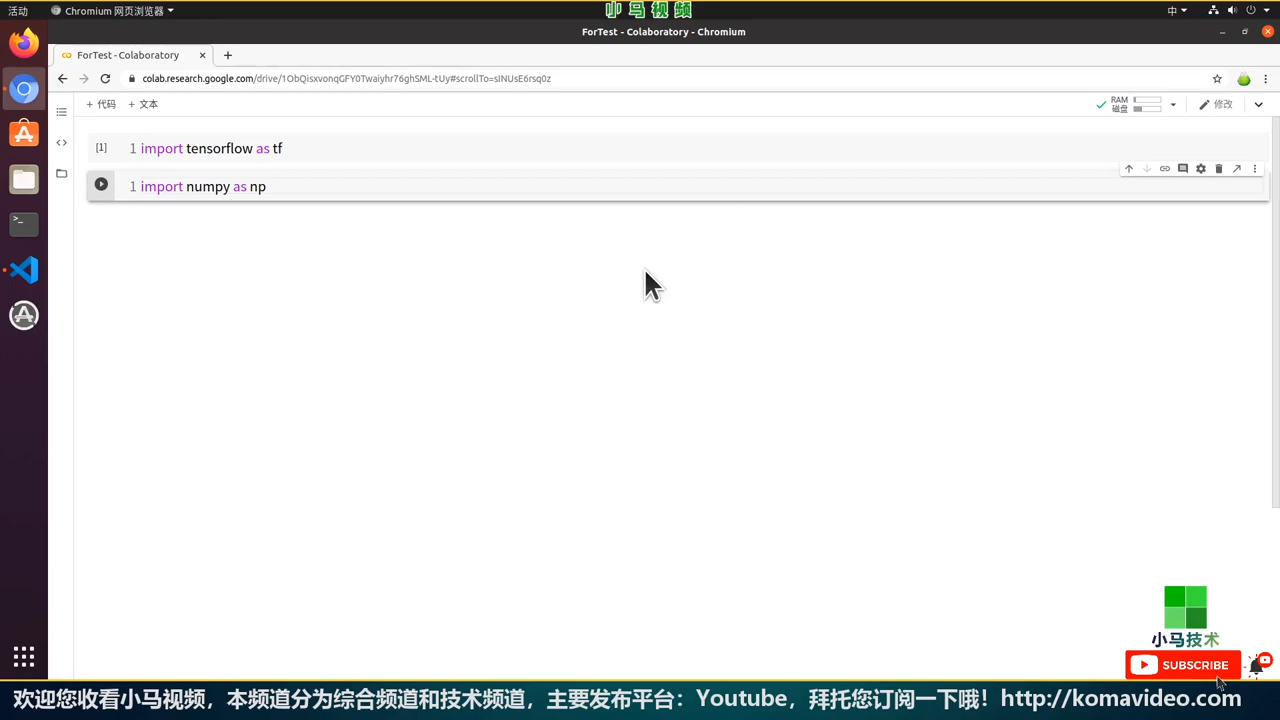 活动
Chromium 网页浏览器
小马视频
中
ForTest - Colaboratory - Chromium
ForTest - Colaboratory
colab.research.google.com/drive/1ObQisxvonqGFY0Twaiyhr76ghSML-tUy#scrollTo=sINUsE6rsq0z
+ 代码 + 文本
RAM
磁盘
修改
[1] 1 import tensorflow as tf
1 import numpy as np
小马技术
SUBSCRIBE
欢迎您收看小马视频，本频道分为综合频道和技术频道，主要发布平台：Youtube，拜托您订阅一下哦！http://komavideo.com